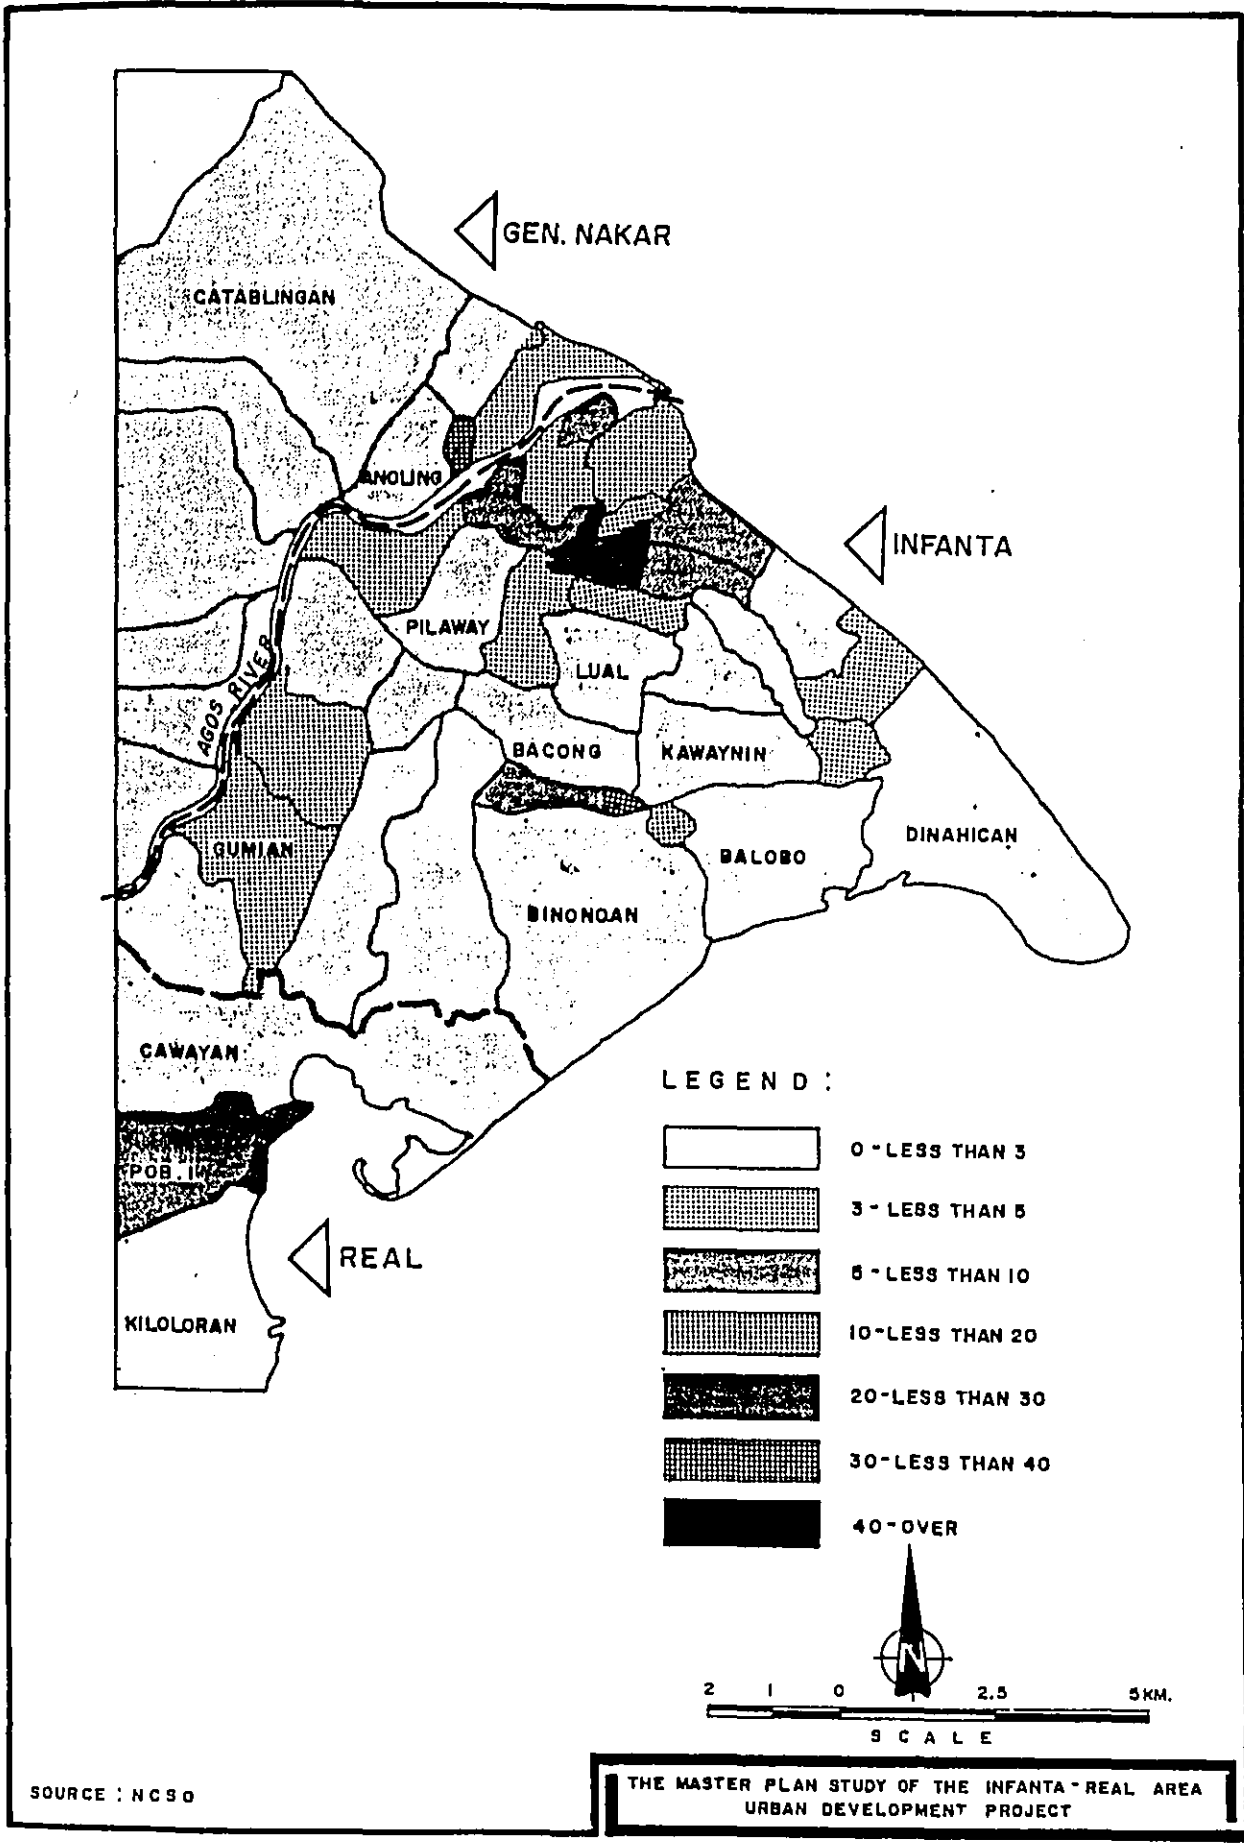 GEN. NAKAR
CATABLINGAN
ANOLING
INFANTA
PILAWAY
LUAL
AGOS RIVER
BACONG
KAWAYNIN
GUMIAN
DINAHICAN
BALOBO
BINONOAN
CAWAYAN
POB. I
REAL
KILOLORAN
LEGEND :
0-LESS THAN 3
3-LESS THAN 5
5-LESS THAN 10
10-LESS THAN 20
20-LESS THAN 30
30-LESS THAN 40
40-OVER
N
2 1 0 2.5 5KM.
SCALE
SOURCE : NCSO
THE MASTER PLAN STUDY OF THE INFANTA-REAL AREA
URBAN DEVELOPMENT PROJECT